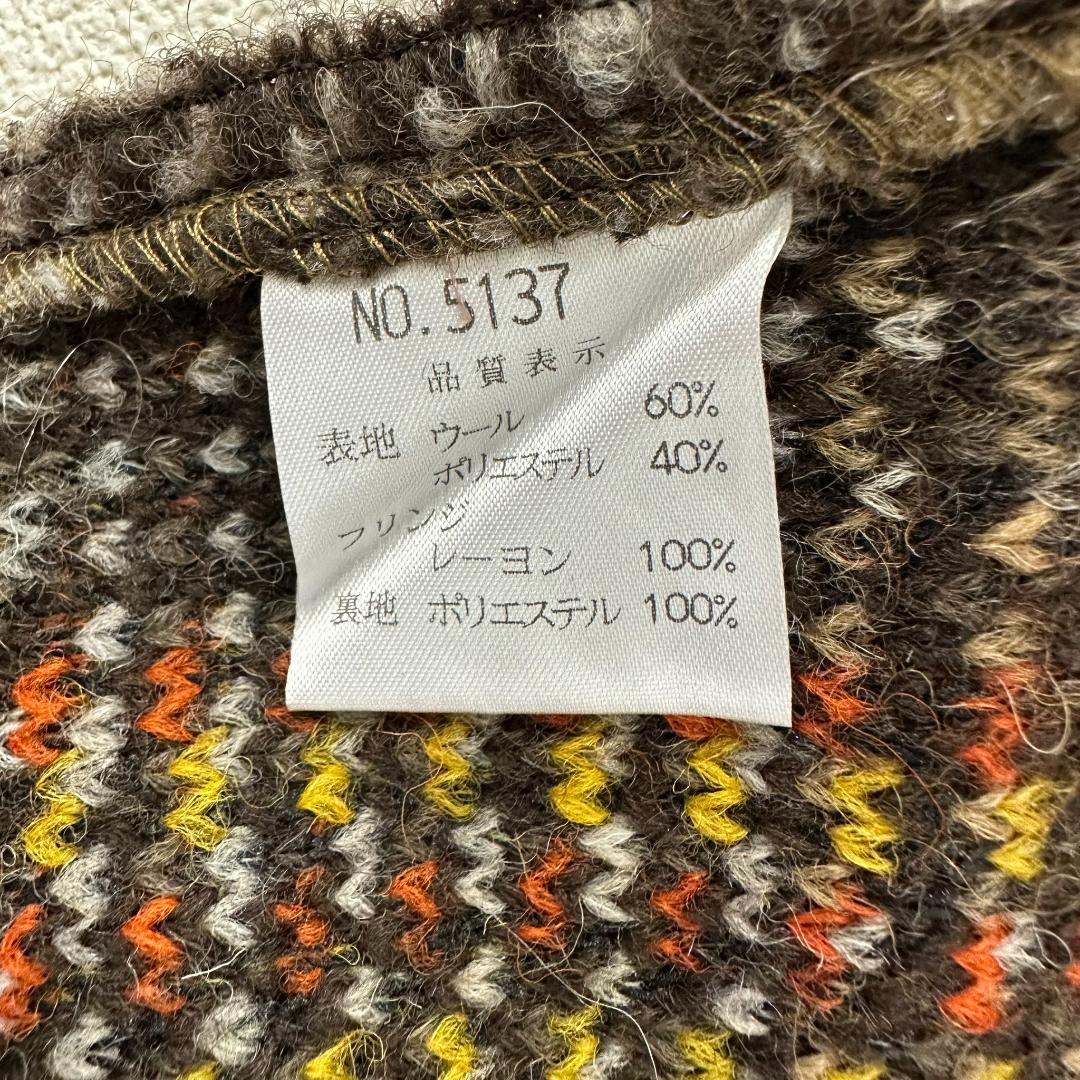 NO.5137
品質表示
表地 ウール 60%
ポリエステル 40%
フリンジ
レーヨン 100%
裏地 ポリエステル 100%